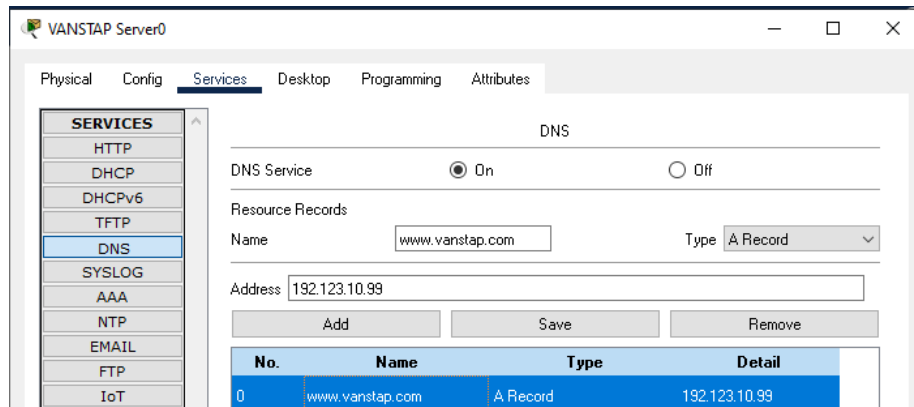 VANSTAP Server0
Physical Config Services Desktop Programming Attributes
SERVICES
HTTP
DHCP
DHCPv6
TFTP
DNS
SYSLOG
AAA
NTP
EMAIL
FTP
IoT
DNS
DNS Service On Off
Resource Records
Name www.vanstap.com Type A Record
Address 192.123.10.99
Add Save Remove
No. Name Type Detail
0 www.vanstap.com A Record 192.123.10.99